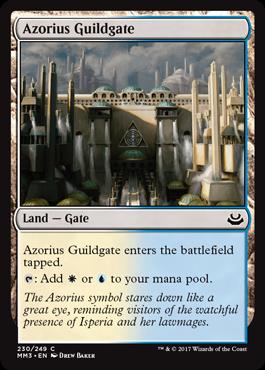 Azorius Guildgate
Land — Gate
Azorius Guildgate enters the battlefield
tapped.
: Add or to your mana pool.
The Azorius symbol stares down like a
great eye, reminding visitors of the watchful
presence of Isperia and her lawmages.
230/249 C
MM3 • EN Drew Baker
™ & © 2017 Wizards of the Coast